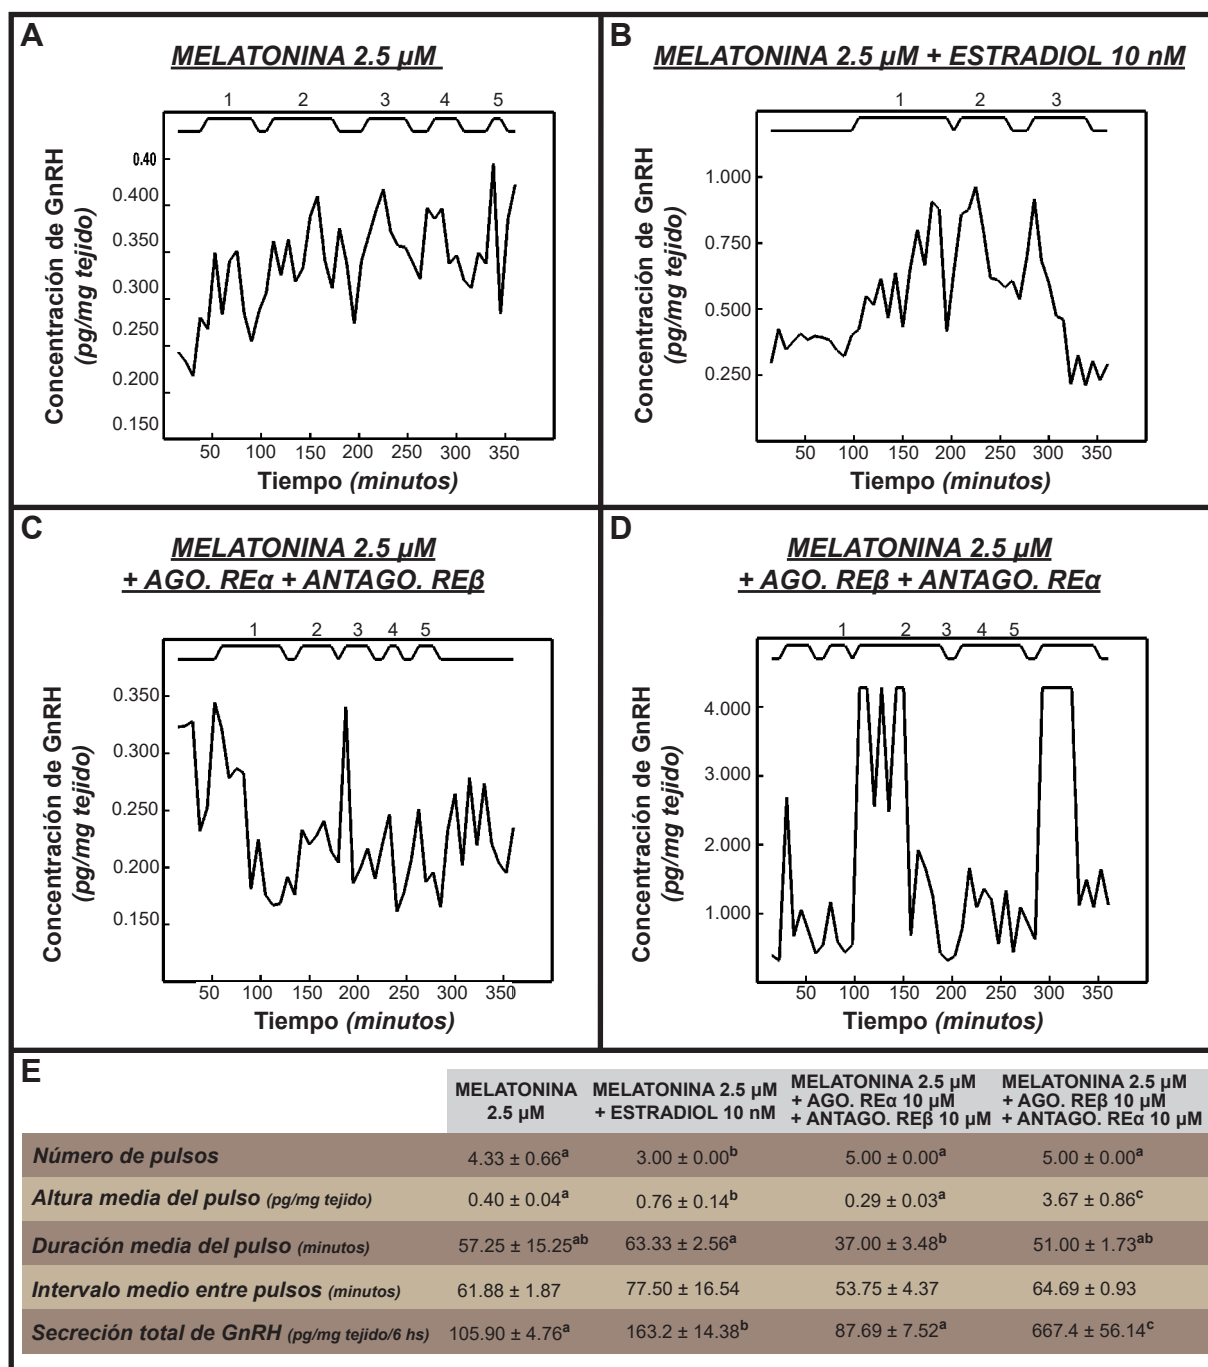 A
MELATONINA 2.5 µM
1 2 3 4 5
0.40
0.400
0.350
0.300
0.250
0.200
0.150
Concentración de GnRH
(pg/mg tejido)
50 100 150 200 250 300 350
Tiempo (minutos)
B
MELATONINA 2.5 µM + ESTRADIOL 10 nM
1 2 3
1.000
0.750
0.500
0.250
Concentración de GnRH
(pg/mg tejido)
50 100 150 200 250 300 350
Tiempo (minutos)
C
MELATONINA 2.5 µM
+ AGO. REα + ANTAGO. REβ
1 2 3 4 5
0.350
0.300
0.250
0.200
0.150
Concentración de GnRH
(pg/mg tejido)
50 100 150 200 250 300 350
Tiempo (minutos)
D
MELATONINA 2.5 µM
+ AGO. REβ + ANTAGO. REα
1 2 3 4 5
4.000
3.000
2.000
1.000
Concentración de GnRH
(pg/mg tejido)
50 100 150 200 250 300 350
Tiempo (minutos)
E
MELATONINA 2.5 µM
MELATONINA 2.5 µM + ESTRADIOL 10 nM
MELATONINA 2.5 µM + AGO. REα 10 µM + ANTAGO. REβ 10 µM
MELATONINA 2.5 µM + AGO. REβ 10 µM + ANTAGO. REα 10 µM
Número de pulsos 4.33 ± 0.66a 3.00 ± 0.00b 5.00 ± 0.00a 5.00 ± 0.00a
Altura media del pulso (pg/mg tejido) 0.40 ± 0.04a 0.76 ± 0.14b 0.29 ± 0.03a 3.67 ± 0.86c
Duración media del pulso (minutos) 57.25 ± 15.25ab 63.33 ± 2.56a 37.00 ± 3.48b 51.00 ± 1.73ab
Intervalo medio entre pulsos (minutos) 61.88 ± 1.87 77.50 ± 16.54 53.75 ± 4.37 64.69 ± 0.93
Secreción total de GnRH (pg/mg tejido/6 hs) 105.90 ± 4.76a 163.2 ± 14.38b 87.69 ± 7.52a 667.4 ± 56.14c